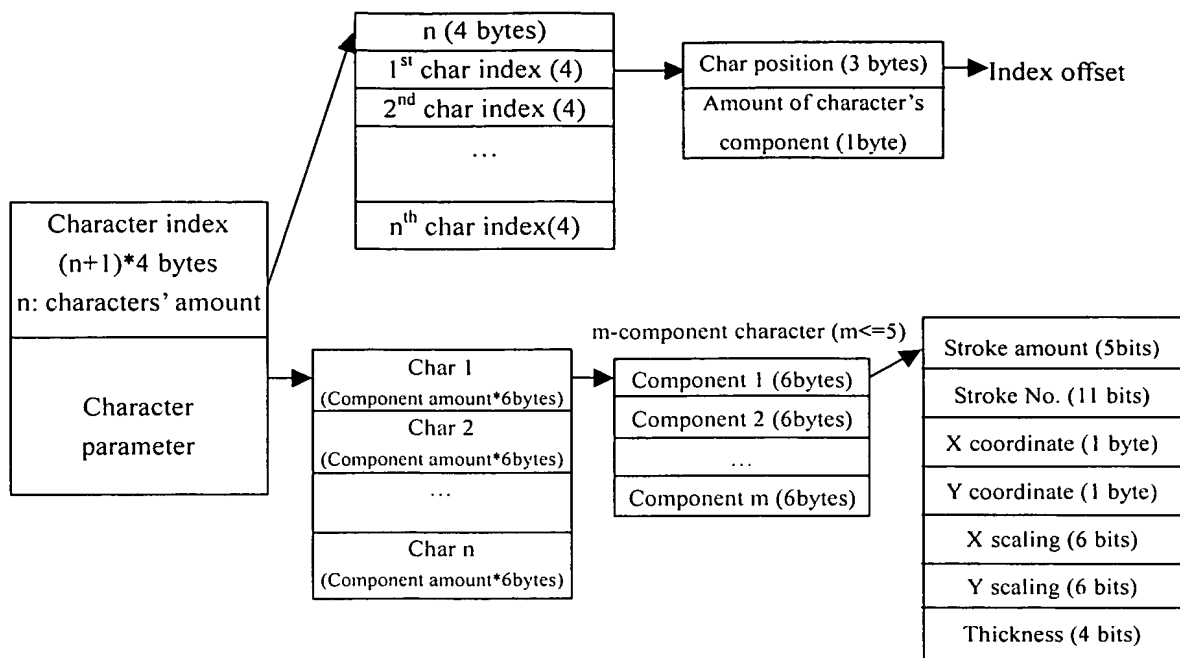 n (4 bytes)
1st char index (4)
2nd char index (4)
...
nth char index(4)
Char position (3 bytes)
Amount of character's
component (1byte)
Index offset
Character index
(n+1)*4 bytes
n: characters' amount
Character
parameter
Char 1
(Component amount*6bytes)
Char 2
(Component amount*6bytes)
...
Char n
(Component amount*6bytes)
m-component character (m<=5)
Component 1 (6bytes)
Component 2 (6bytes)
...
Component m (6bytes)
Stroke amount (5bits)
Stroke No. (11 bits)
X coordinate (1 byte)
Y coordinate (1 byte)
X scaling (6 bits)
Y scaling (6 bits)
Thickness (4 bits)